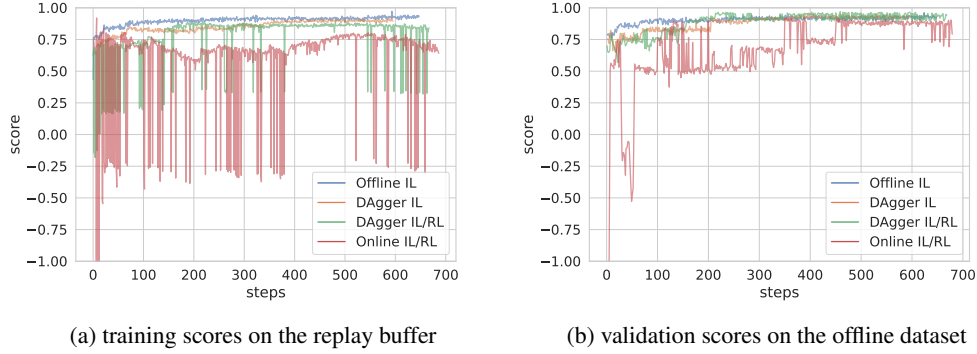 1.00
0.75
0.50
0.25
0.00
−0.25
−0.50
−0.75
−1.00
score
0 100 200 300 400 500 600 700
steps
Offline IL
DAgger IL
DAgger IL/RL
Online IL/RL
(a) training scores on the replay buffer
1.00
0.75
0.50
0.25
0.00
−0.25
−0.50
−0.75
−1.00
score
0 100 200 300 400 500 600 700
steps
Offline IL
DAgger IL
DAgger IL/RL
Online IL/RL
(b) validation scores on the offline dataset